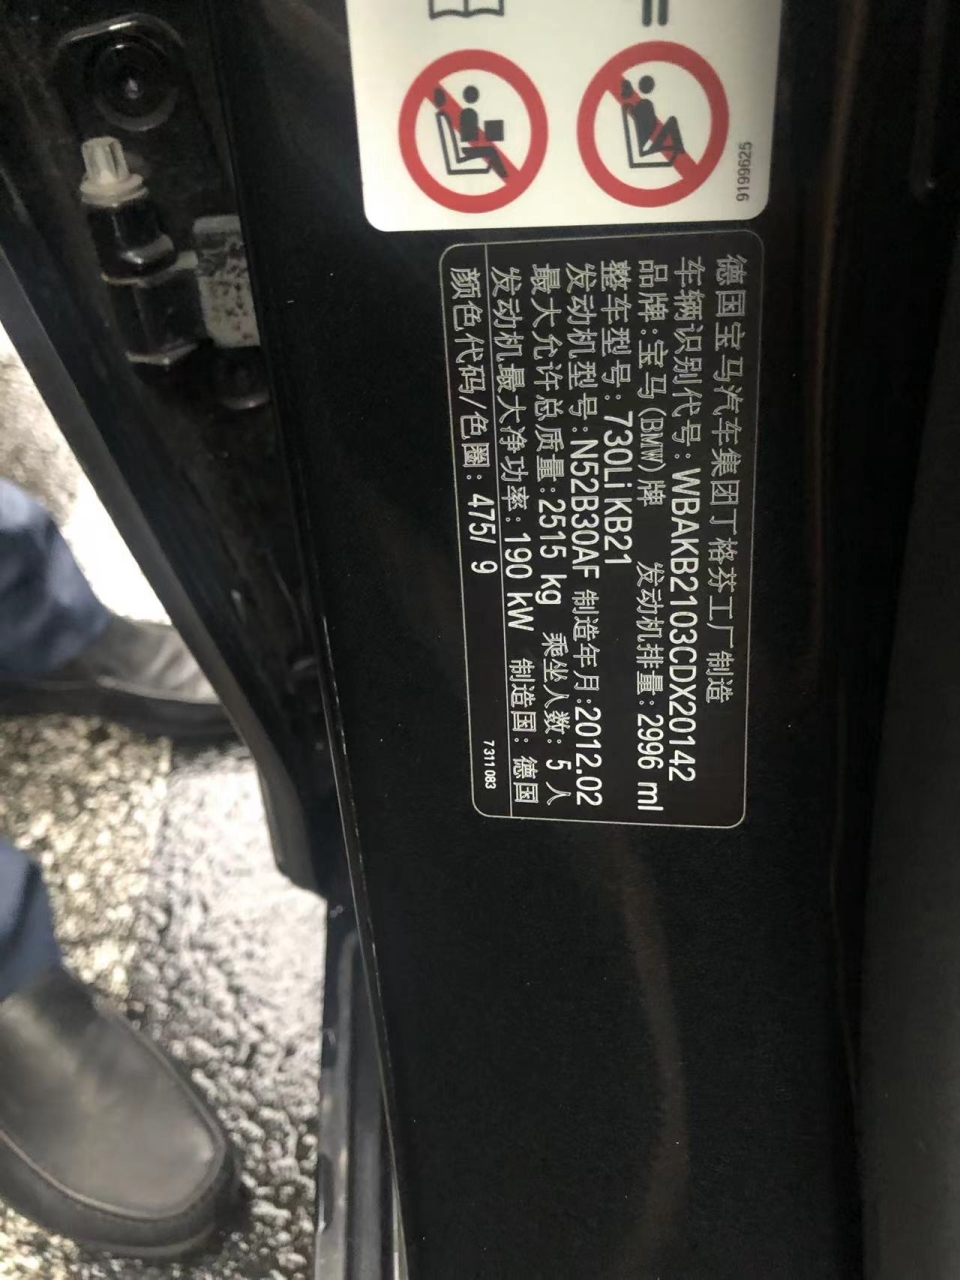 9199625
德国宝马汽车集团丁格芬工厂制造
车辆识别代号: WBAKB2103CDX20142
品牌:宝马(BMW)牌 发动机排量:2996 ml
整车型号: 730Li KB21
发动机型号:N52B30AF 制造年月:2012.02
最大允许总质量:2515 kg 乘坐人数: 5 人
发动机最大净功率: 190 kW 制造国: 德国
颜色代码/色圈: 475/ 9
7311 083